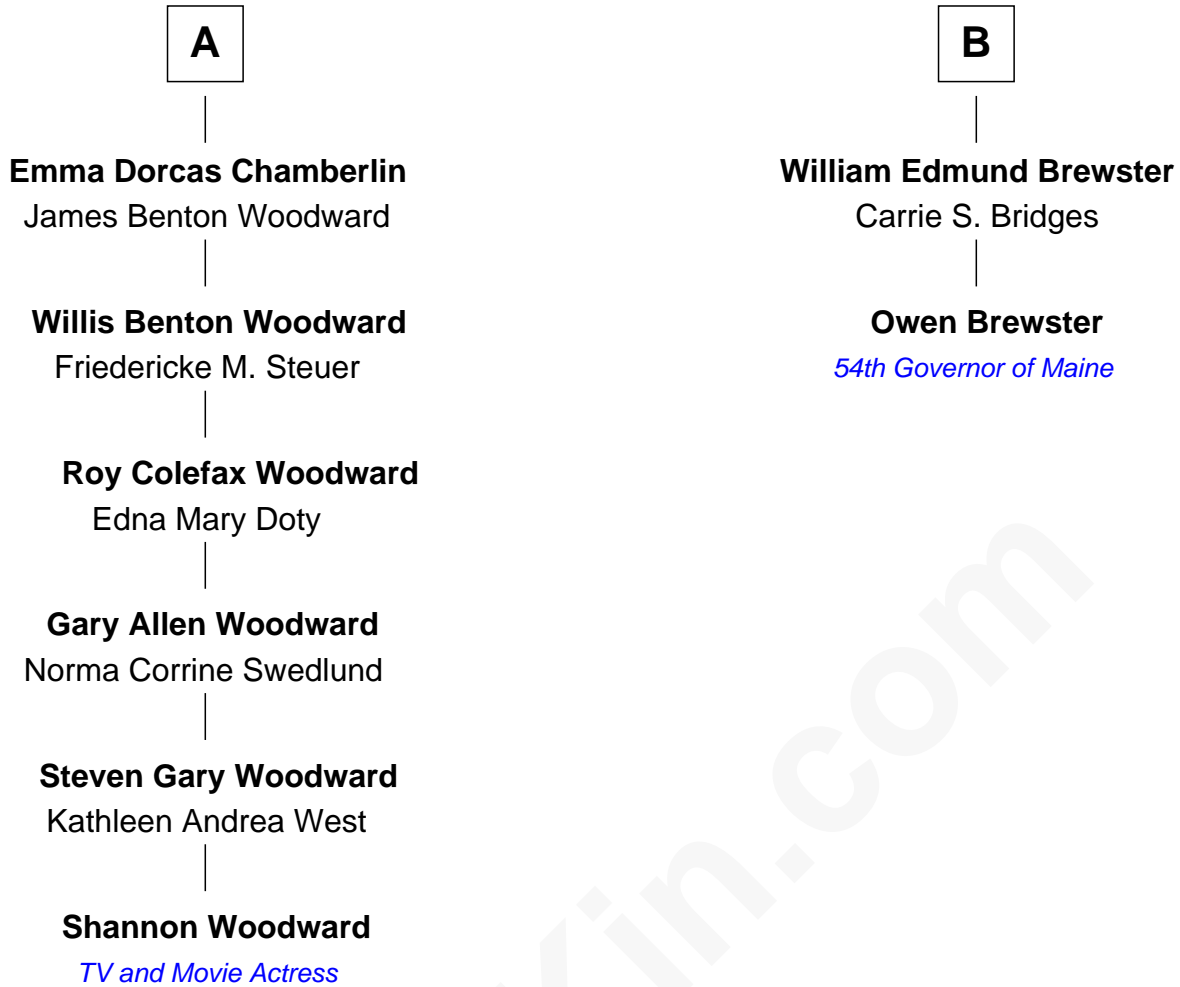 A
Emma Dorcas Chamberlin
James Benton Woodward
Willis Benton Woodward
Friedericke M. Steuer
Roy Colefax Woodward
Edna Mary Doty
Gary Allen Woodward
Norma Corrine Swedlund
Steven Gary Woodward
Kathleen Andrea West
Shannon Woodward
TV and Movie Actress
B
William Edmund Brewster
Carrie S. Bridges
Owen Brewster
54th Governor of Maine
Kin.com